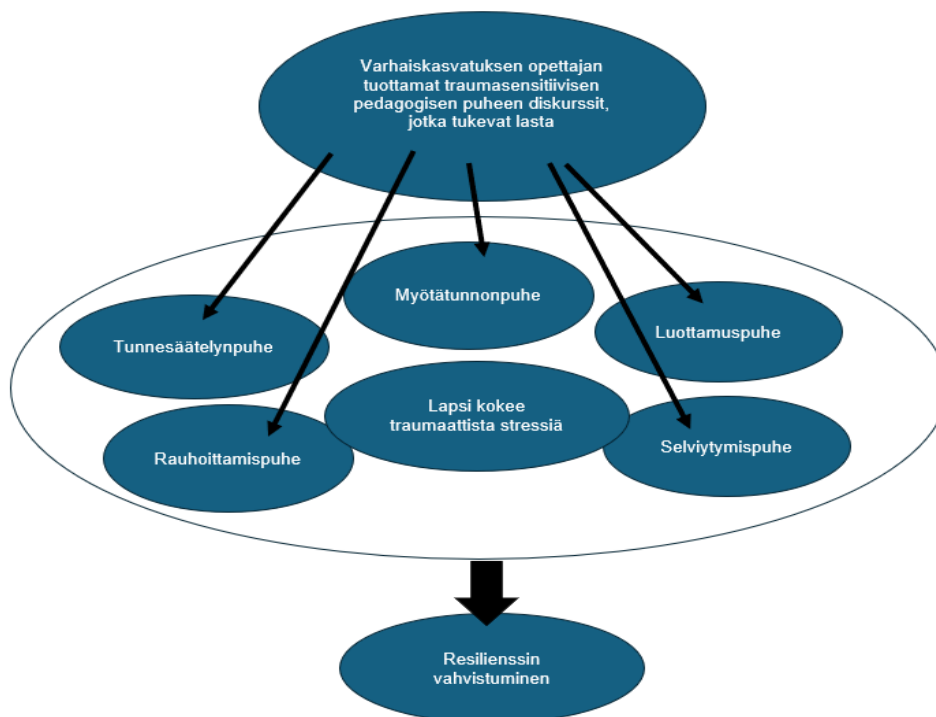 Varhaiskasvatuksen opettajan
tuottamat traumasensitiivisen
pedagogisen puheen diskurssit,
jotka tukevat lasta
Myötätunnonpuhe
Tunnesäätelynpuhe
Luottamuspuhe
Lapsi kokee
traumaattista stressiä
Rauhoittamispuhe
Selviytymispuhe
Resilienssin
vahvistuminen